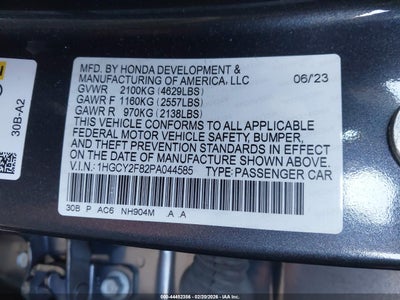 30B-A2
MFD. BY HONDA DEVELOPMENT &
MANUFACTURING OF AMERICA, LLC 06/23
GVWR 2100KG (4629LBS)
GAWR F 1160KG (2557LBS)
GAWR R 970KG (2138LBS)
THIS VEHICLE CONFORMS TO ALL APPLICABLE
FEDERAL MOTOR VEHICLE SAFETY, BUMPER,
AND THEFT PREVENTION STANDARDS IN EFFECT
ON THE DATE OF MANUFACTURE SHOWN ABOVE.
V.I.N.: 1HGCY2F82PA044585 TYPE: PASSENGER CAR
30B P AC6 NH904M A A